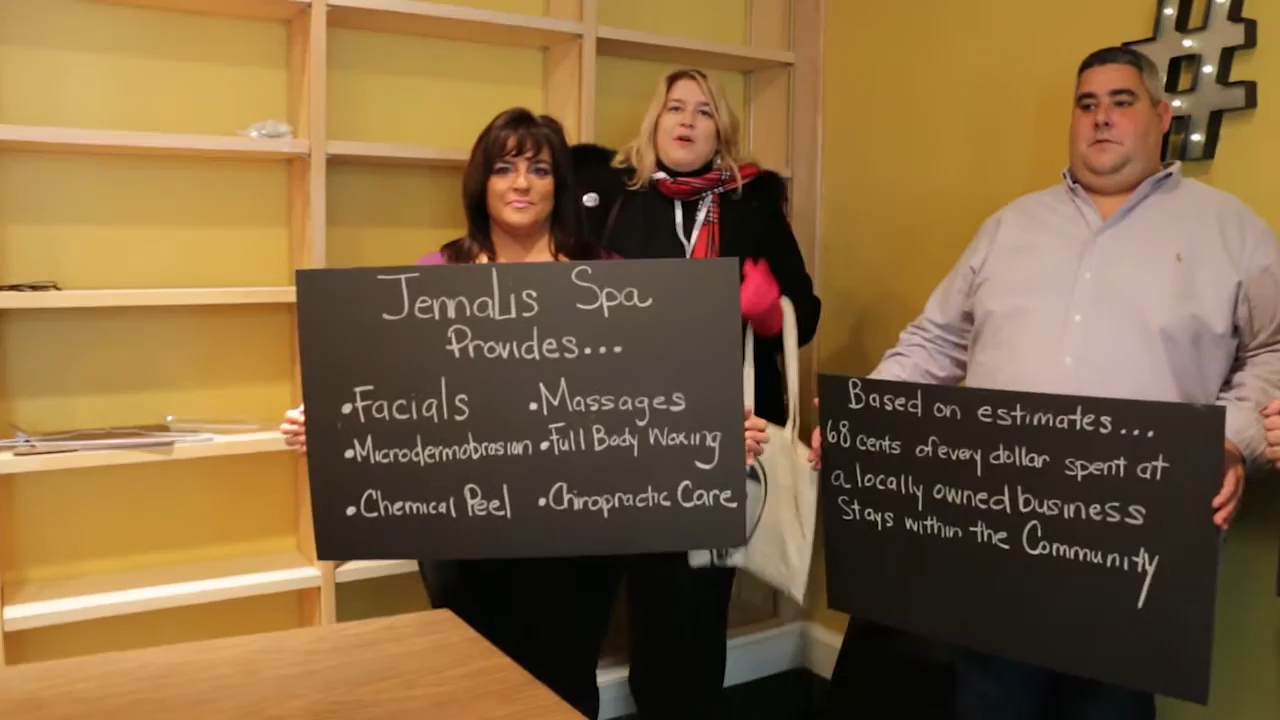 Jennalis Spa
Provides...
•Facials •Massages
•Microdermobrasion •Full Body Waxing
•Chemical Peel •Chiropractic Care
Based on estimates...
68 cents of every dollar spent at
a locally owned business
Stays within the Community
#